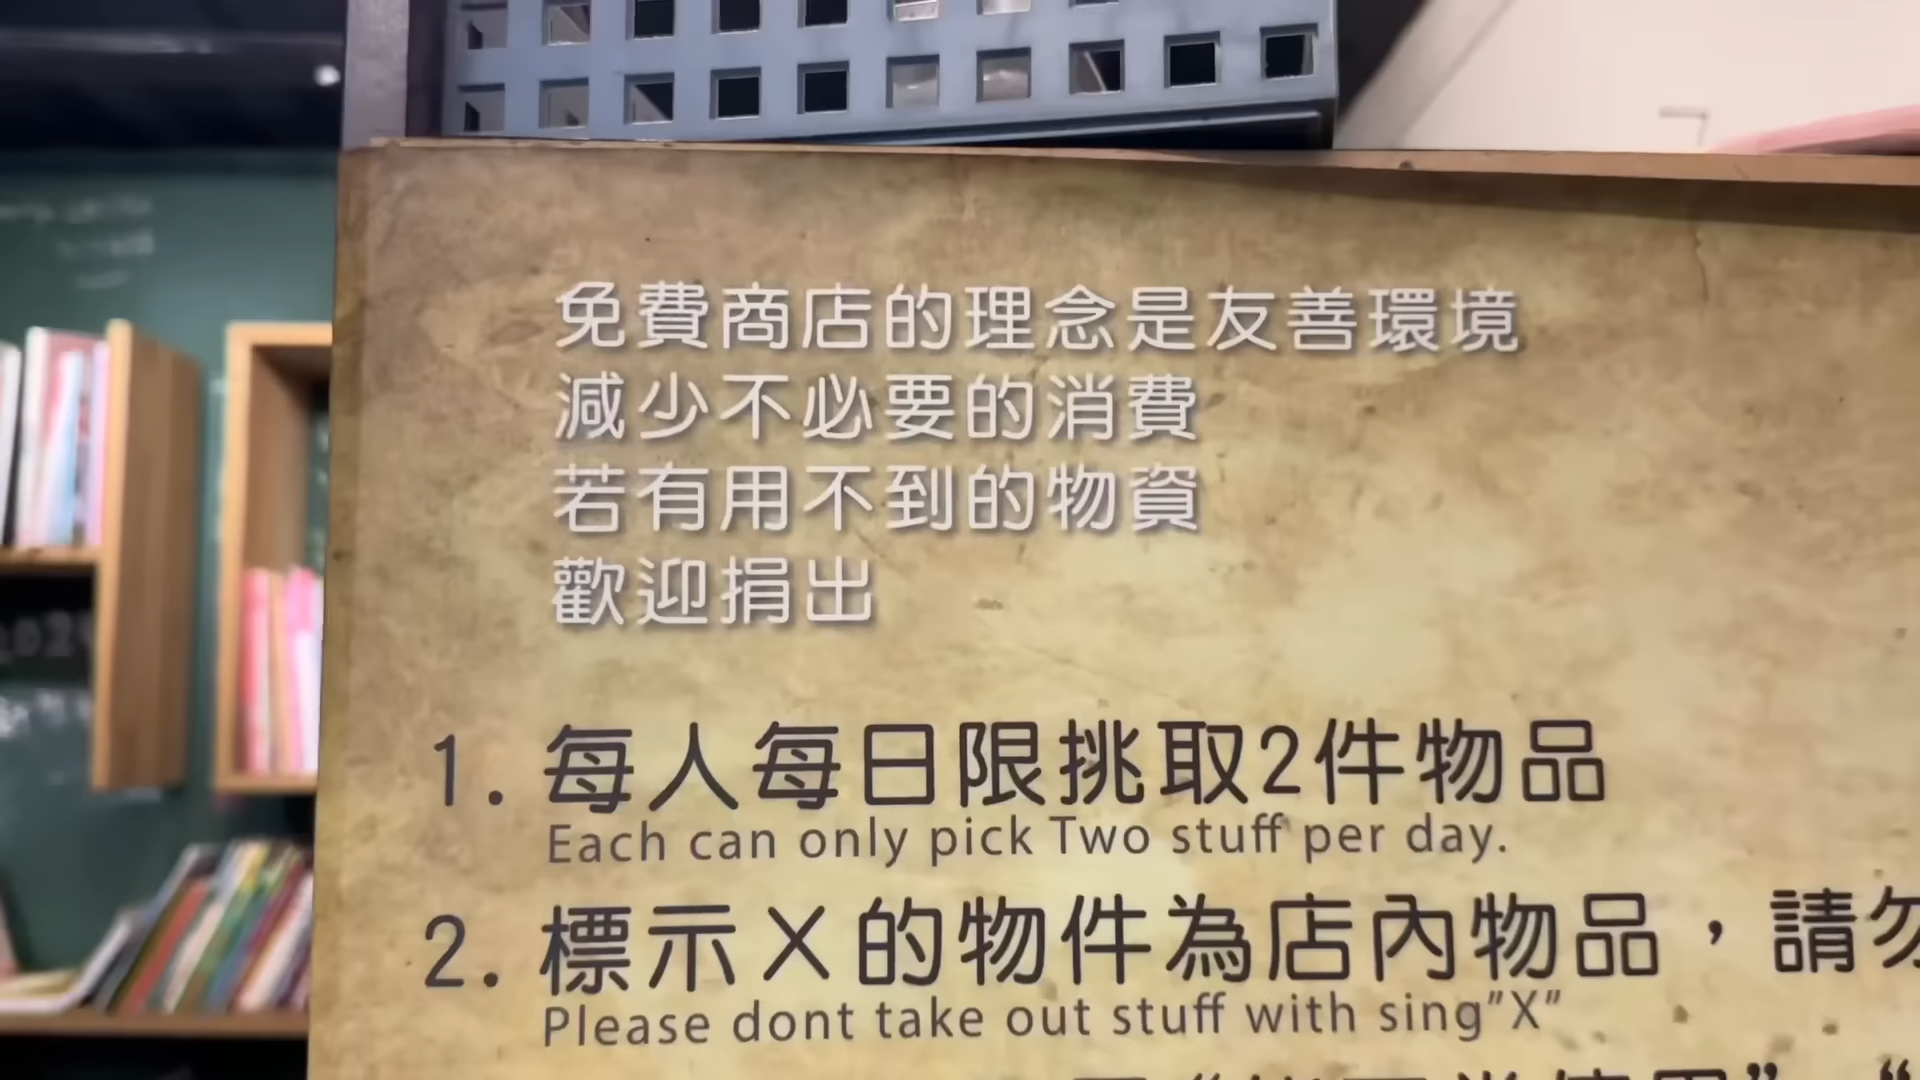 免費商店的理念是友善環境
減少不必要的消費
若有用不到的物資
歡迎捐出
1. 每人每日限挑取2件物品
Each can only pick Two stuff per day.
2. 標示X的物件為店內物品，請勿
Please dont take out stuff with sing"X"